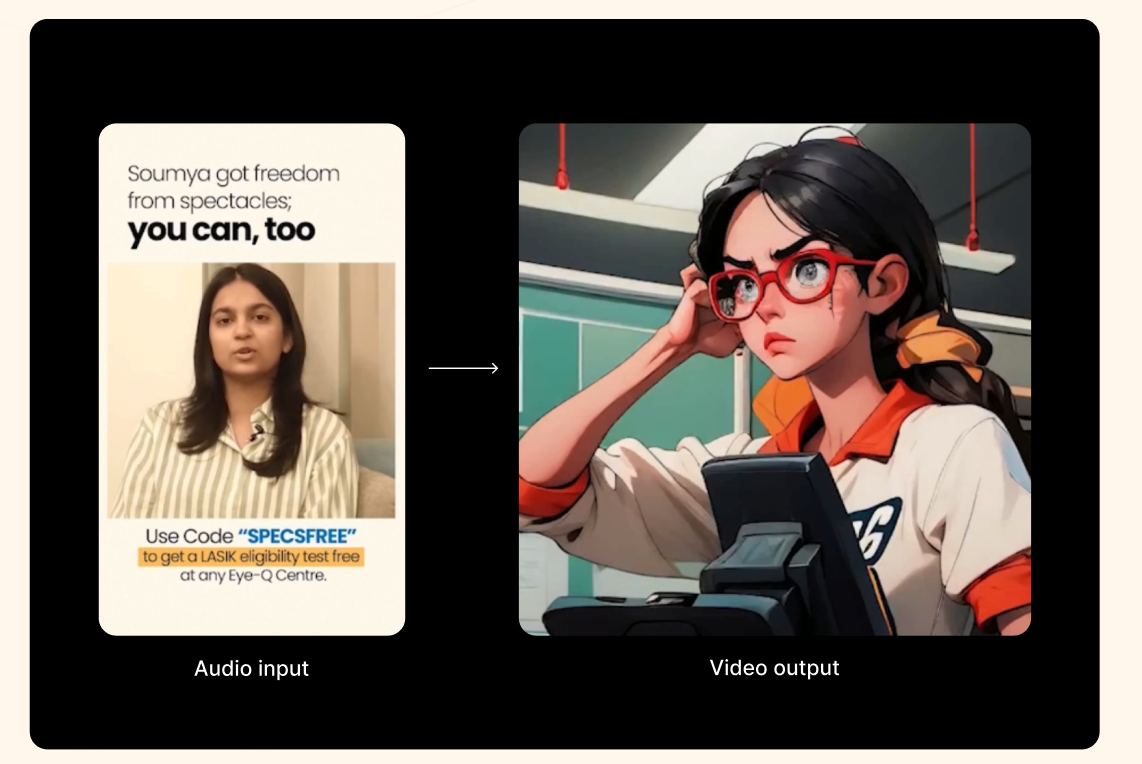 Soumya got freedom
from spectacles;
you can, too
Use Code “SPECSFREE”
to get a LASIK eligibility test free
at any Eye-Q Centre.
Audio input
Video output